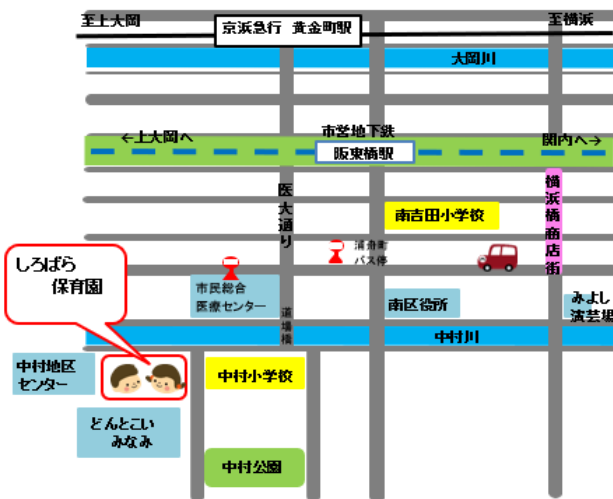 至上大岡
京浜急行 黄金町駅
至横浜
大岡川
←上大岡へ
市営地下鉄
阪東橋駅
関内へ→
医大通り
南吉田小学校
横浜橋商店街
浦舟町
バス停
しろばら
保育園
市民総合
医療センター
道場橋
南区役所
みよし
演芸場
中村川
中村地区
センター
中村小学校
どんとこい
みなみ
中村公園